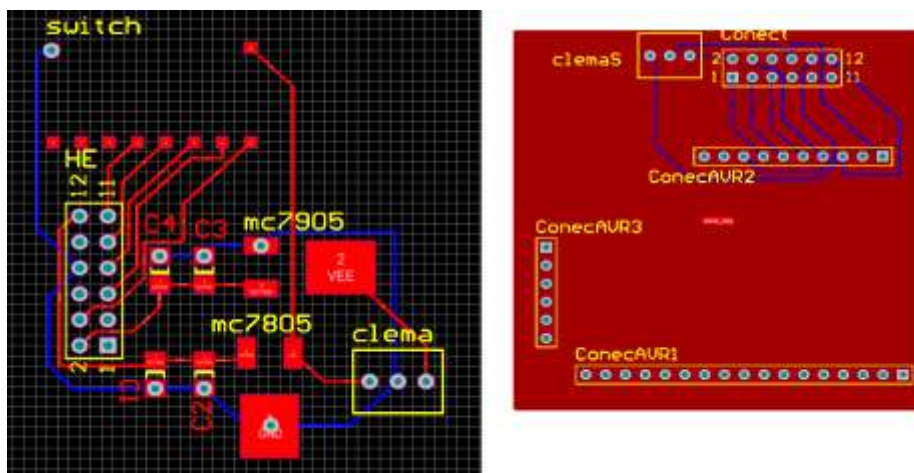 switch
HE
12
11
C4
C3
mc7905
2
VEE
mc7805
clema
2
1
C2
GND
Conect
clemaS
2
12
1
11
ConecAVR2
ConecAVR3
ConecAVR1